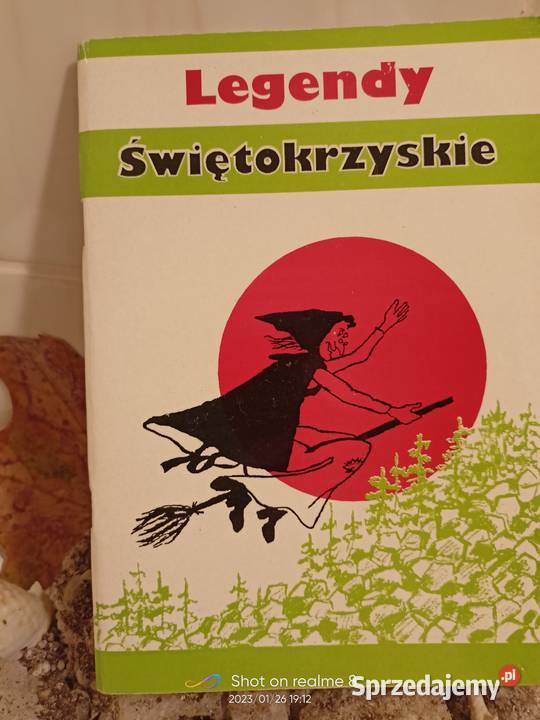 Legendy
Świętokrzyskie
Shot on realme 8
2023/01/26 19:12
Sprzedajemy.pl